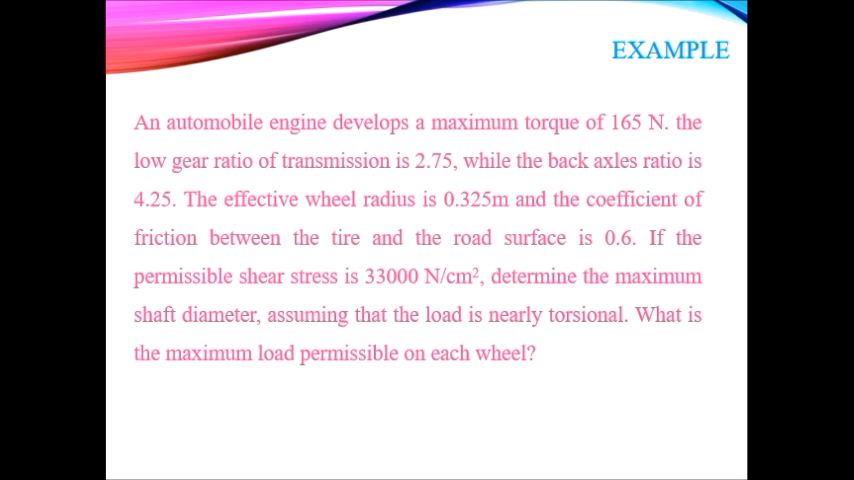 EXAMPLE
An automobile engine develops a maximum torque of 165 N. the
low gear ratio of transmission is 2.75, while the back axles ratio is
4.25. The effective wheel radius is 0.325m and the coefficient of
friction between the tire and the road surface is 0.6. If the
permissible shear stress is 33000 N/cm², determine the maximum
shaft diameter, assuming that the load is nearly torsional. What is
the maximum load permissible on each wheel?